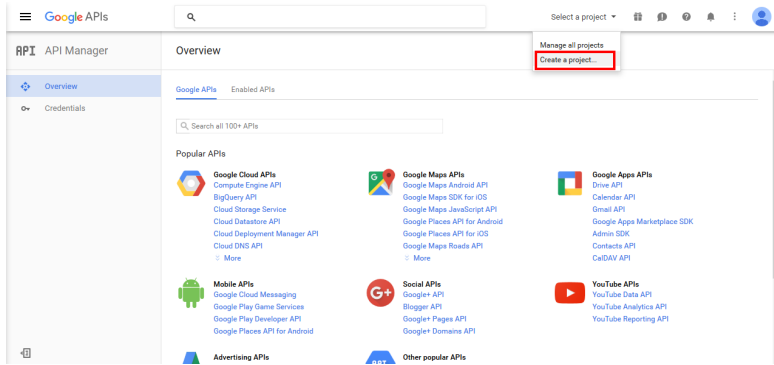 Google APIs
Select a project
Manage all projects
Create a project...
API API Manager
Overview
Overview
Credentials
Google APIs Enabled APIs
Search all 100+ APIs
Popular APIs
Google Cloud APIs
Compute Engine API
BigQuery API
Cloud Storage Service
Cloud Datastore API
Cloud Deployment Manager API
Cloud DNS API
More
Google Maps APIs
Google Maps Android API
Google Maps SDK for iOS
Google Maps JavaScript API
Google Places API for Android
Google Places API for iOS
Google Maps Roads API
More
Google Apps APIs
Drive API
Calendar API
Gmail API
Google Apps Marketplace SDK
Admin SDK
Contacts API
CalDAV API
Mobile APIs
Google Cloud Messaging
Google Play Game Services
Google Play Developer API
Google Places API for Android
G+
Social APIs
Google+ API
Blogger API
Google+ Pages API
Google+ Domains API
YouTube APIs
YouTube Data API
YouTube Analytics API
YouTube Reporting API
Advertising APIs
API
Other popular APIs